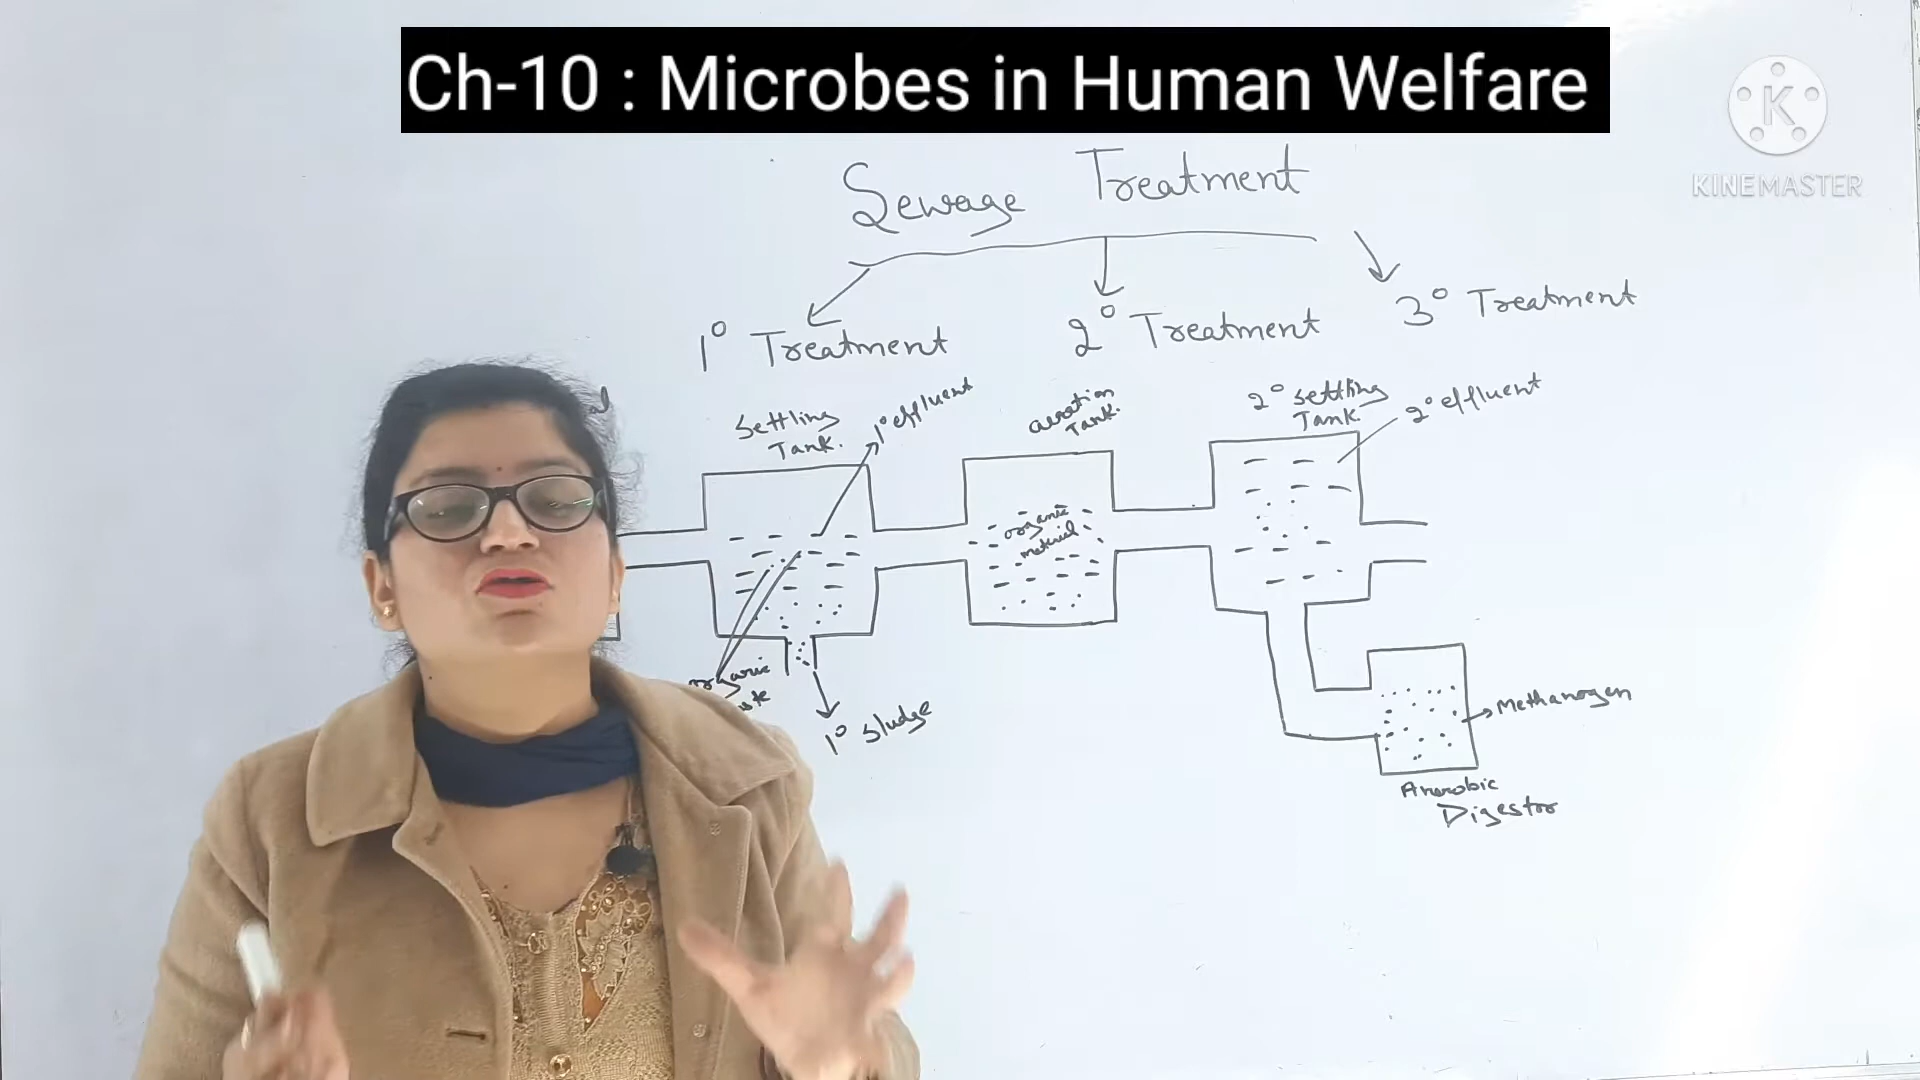 Ch-10 : Microbes in Human Welfare
K
KINEMASTER
Sewage Treatment
1° Treatment
2° Treatment
3° Treatment
Settling
Tank.
1° effluent
aeration
Tank.
2° settling
Tank.
2° effluent
organic
material
1° Sludge
Methanogen
Anaerobic
Digestor